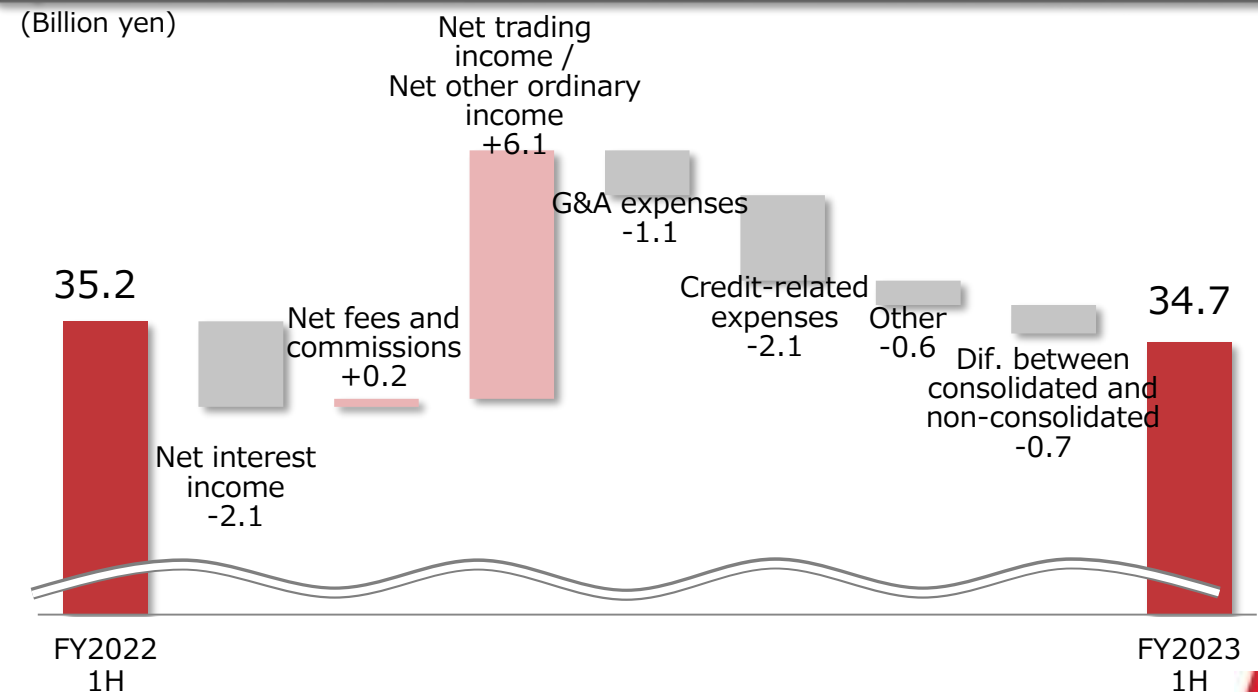 (Billion yen)
Net trading
income /
Net other ordinary
income
+6.1
G&A expenses
-1.1
35.2
Net fees and
commissions
+0.2
Credit-related
expenses
-2.1
Other
-0.6
34.7
Dif. between
consolidated and
non-consolidated
-0.7
Net interest
income
-2.1
FY2022
1H
FY2023
1H